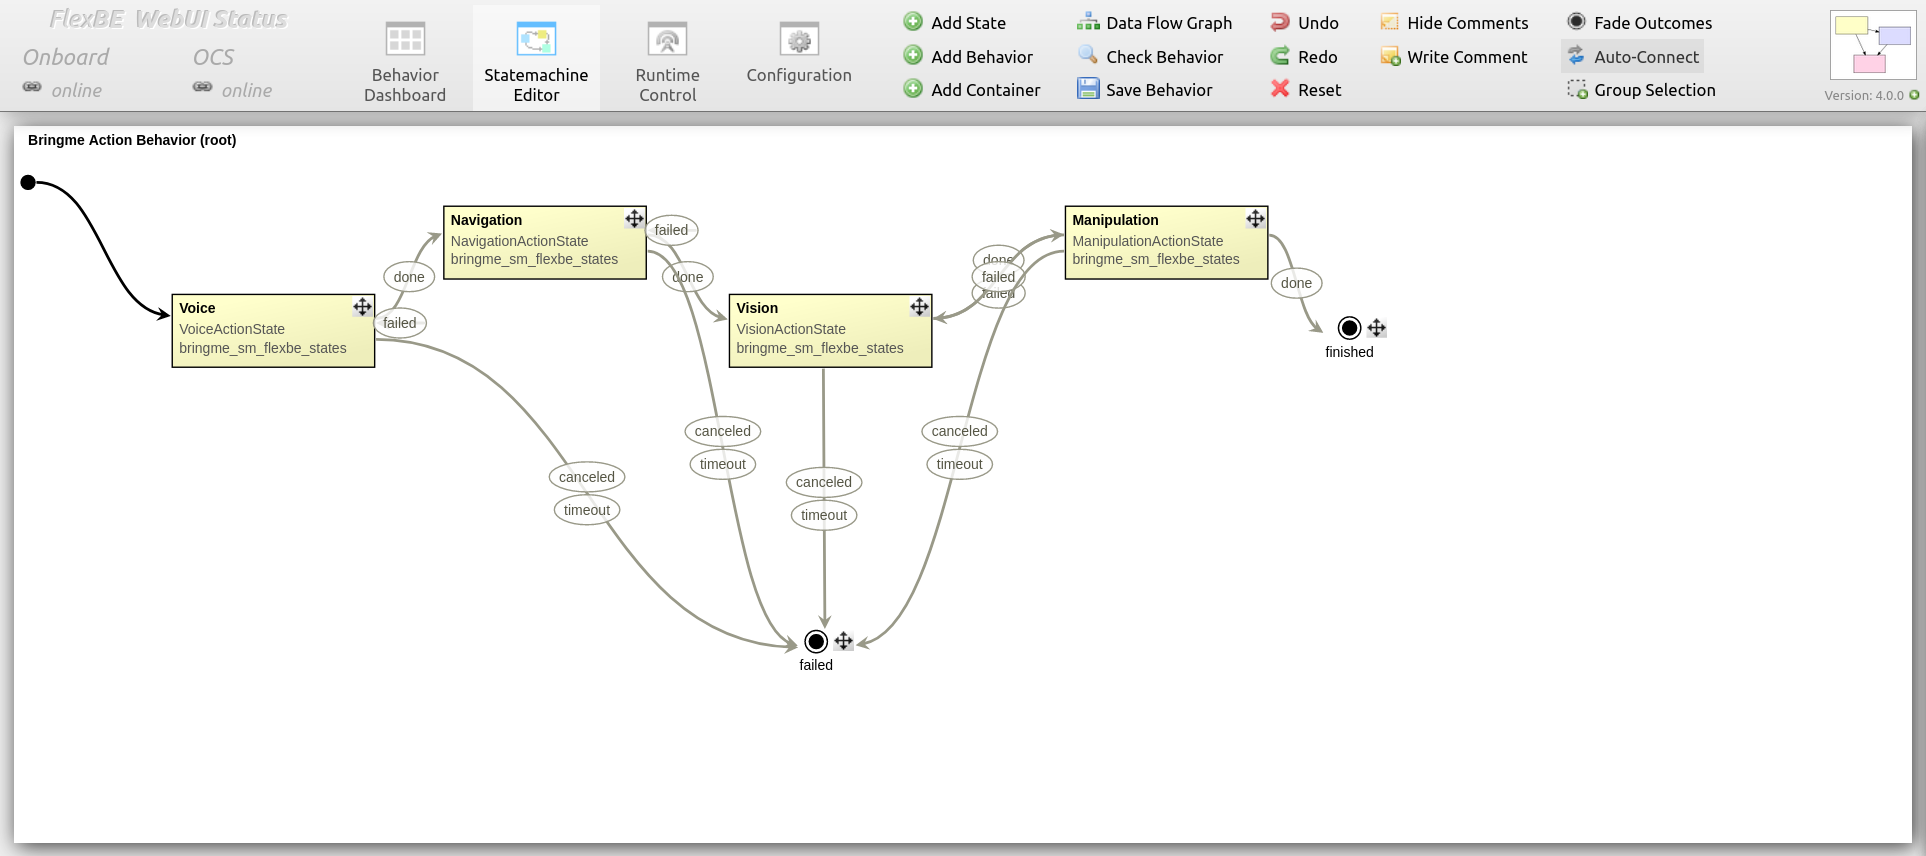 FlexBE WebUI Status
Onboard
OCS
online
online
Behavior
Dashboard
Statemachine
Editor
Runtime
Control
Configuration
Add State
Add Behavior
Add Container
Data Flow Graph
Check Behavior
Save Behavior
Undo
Redo
Reset
Hide Comments
Write Comment
Fade Outcomes
Auto-Connect
Group Selection
Version: 4.0.0
Bringme Action Behavior (root)
Navigation
NavigationActionState
bringme_sm_flexbe_states
failed
done
done
Voice
VoiceActionState
bringme_sm_flexbe_states
failed
Vision
VisionActionState
bringme_sm_flexbe_states
done
failed
failed
Manipulation
ManipulationActionState
bringme_sm_flexbe_states
done
finished
canceled
timeout
canceled
timeout
canceled
timeout
canceled
timeout
failed